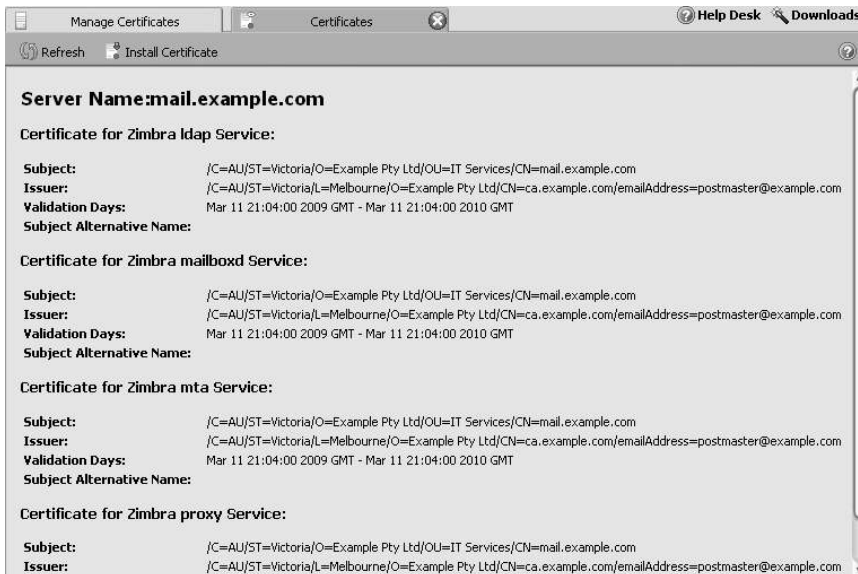 Manage Certificates Certificates Help Desk Downloads
Refresh Install Certificate
Server Name:mail.example.com
Certificate for Zimbra ldap Service:
Subject: /C=AU/ST=Victoria/O=Example Pty Ltd/OU=IT Services/CN=mail.example.com
Issuer: /C=AU/ST=Victoria/L=Melbourne/O=Example Pty Ltd/CN=ca.example.com/emailAddress=postmaster@example.com
Validation Days: Mar 11 21:04:00 2009 GMT - Mar 11 21:04:00 2010 GMT
Subject Alternative Name:
Certificate for Zimbra mailboxd Service:
Subject: /C=AU/ST=Victoria/O=Example Pty Ltd/OU=IT Services/CN=mail.example.com
Issuer: /C=AU/ST=Victoria/L=Melbourne/O=Example Pty Ltd/CN=ca.example.com/emailAddress=postmaster@example.com
Validation Days: Mar 11 21:04:00 2009 GMT - Mar 11 21:04:00 2010 GMT
Subject Alternative Name:
Certificate for Zimbra mta Service:
Subject: /C=AU/ST=Victoria/O=Example Pty Ltd/OU=IT Services/CN=mail.example.com
Issuer: /C=AU/ST=Victoria/L=Melbourne/O=Example Pty Ltd/CN=ca.example.com/emailAddress=postmaster@example.com
Validation Days: Mar 11 21:04:00 2009 GMT - Mar 11 21:04:00 2010 GMT
Subject Alternative Name:
Certificate for Zimbra proxy Service:
Subject: /C=AU/ST=Victoria/O=Example Pty Ltd/OU=IT Services/CN=mail.example.com
Issuer: /C=AU/ST=Victoria/L=Melbourne/O=Example Pty Ltd/CN=ca.example.com/emailAddress=postmaster@example.com